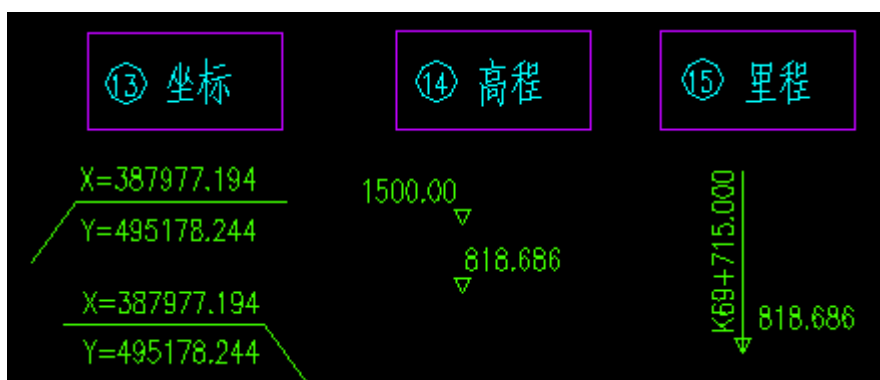 ⑬ 坐标
X=387977.194
Y=495178.244
X=387977.194
Y=495178.244
⑭ 高程
1500.00
818.686
⑮ 里程
K69+715.000
818.686